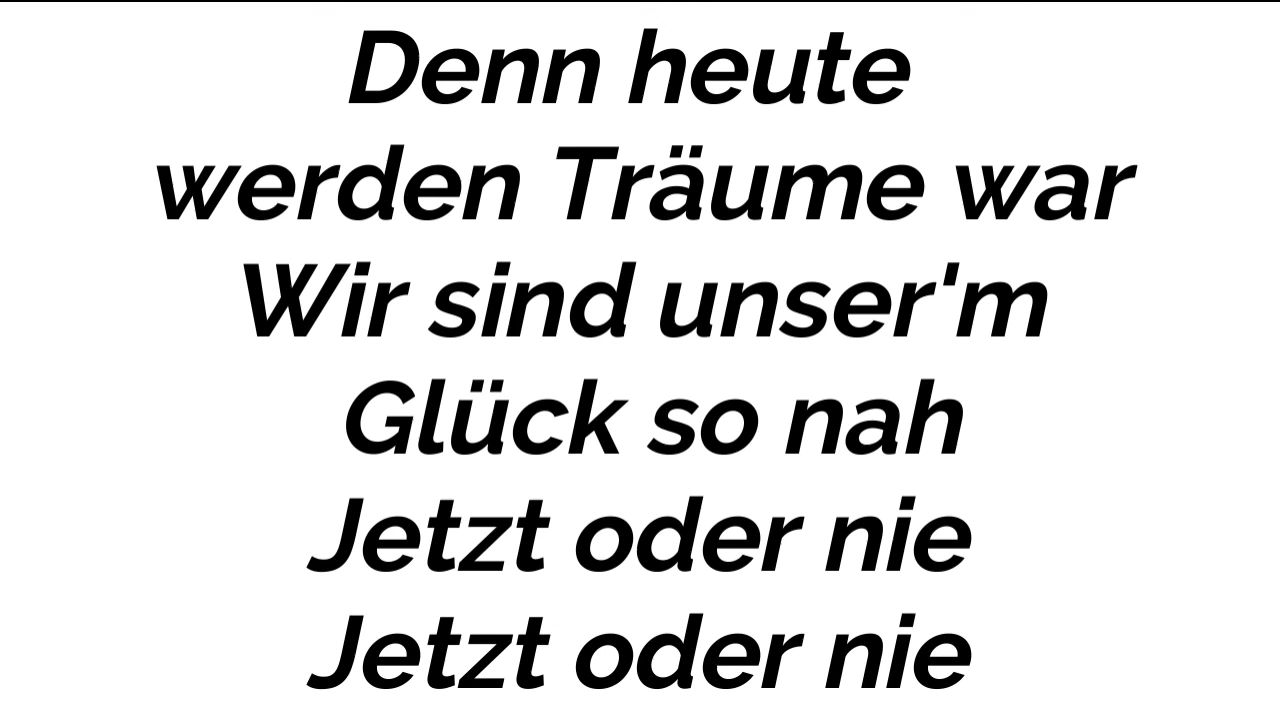 Denn heute
werden Träume war
Wir sind unser'm
Glück so nah
Jetzt oder nie
Jetzt oder nie